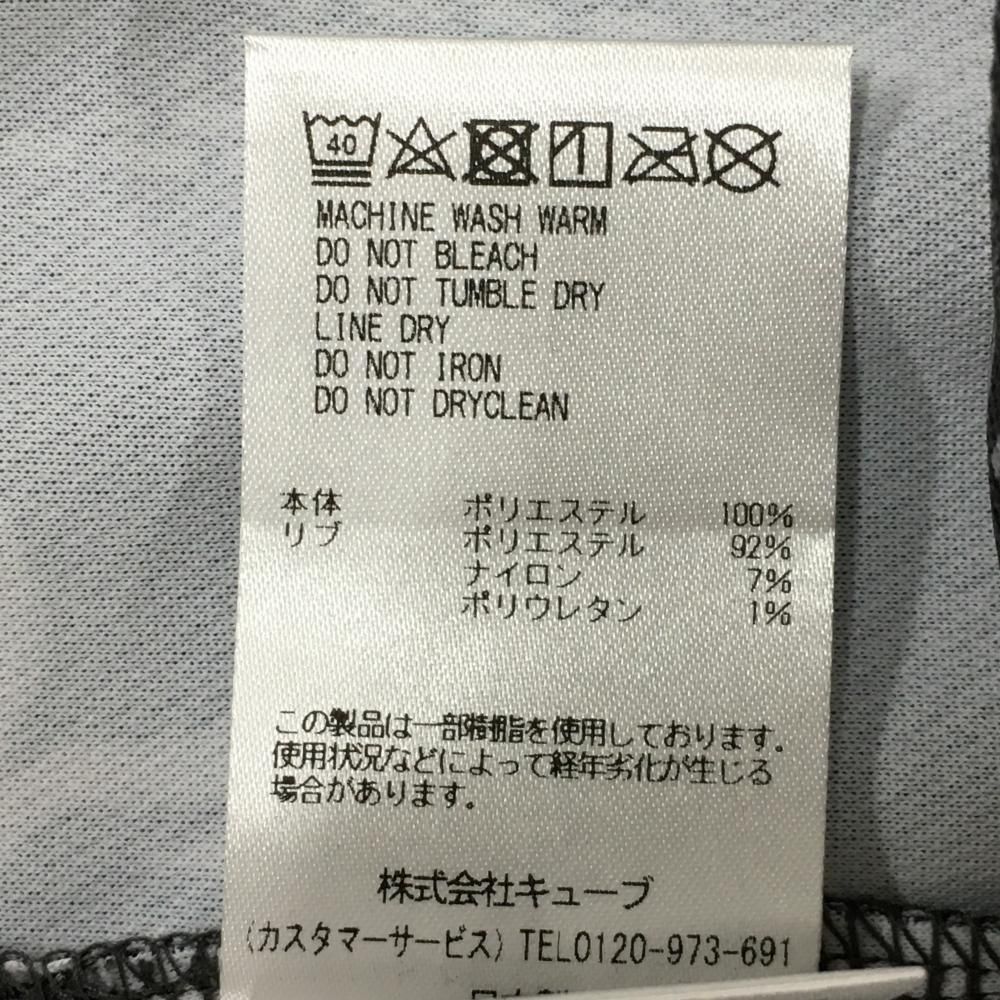 40
MACHINE WASH WARM
DO NOT BLEACH
DO NOT TUMBLE DRY
LINE DRY
DO NOT IRON
DO NOT DRYCLEAN
本体 ポリエステル 100%
リブ ポリエステル 92%
ナイロン 7%
ポリウレタン 1%
この製品は一部樹脂を使用しております。
使用状況などによって経年劣化が生じる
場合があります。
株式会社キューブ
(カスタマーサービス) TEL0120-973-691